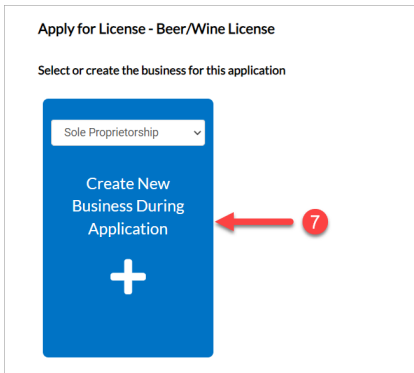 Apply for License - Beer/Wine License
Select or create the business for this application
Sole Proprietorship
Create New
Business During
Application
7